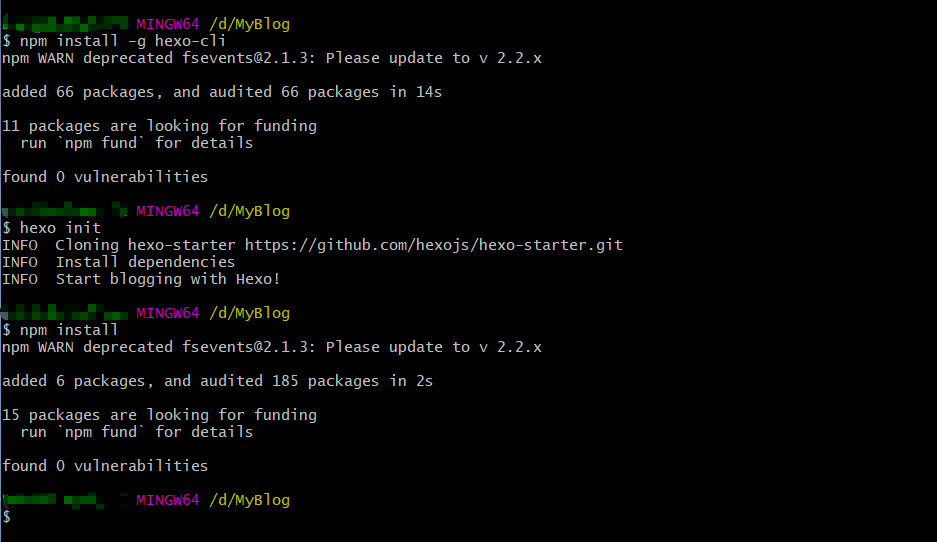 MINGW64 /d/MyBlog
$ npm install -g hexo-cli
npm WARN deprecated fsevents@2.1.3: Please update to v 2.2.x
added 66 packages, and audited 66 packages in 14s
11 packages are looking for funding
run `npm fund` for details
found 0 vulnerabilities
MINGW64 /d/MyBlog
$ hexo init
INFO  Cloning hexo-starter https://github.com/hexojs/hexo-starter.git
INFO  Install dependencies
INFO  Start blogging with Hexo!
MINGW64 /d/MyBlog
$ npm install
npm WARN deprecated fsevents@2.1.3: Please update to v 2.2.x
added 6 packages, and audited 185 packages in 2s
15 packages are looking for funding
run `npm fund` for details
found 0 vulnerabilities
MINGW64 /d/MyBlog
$